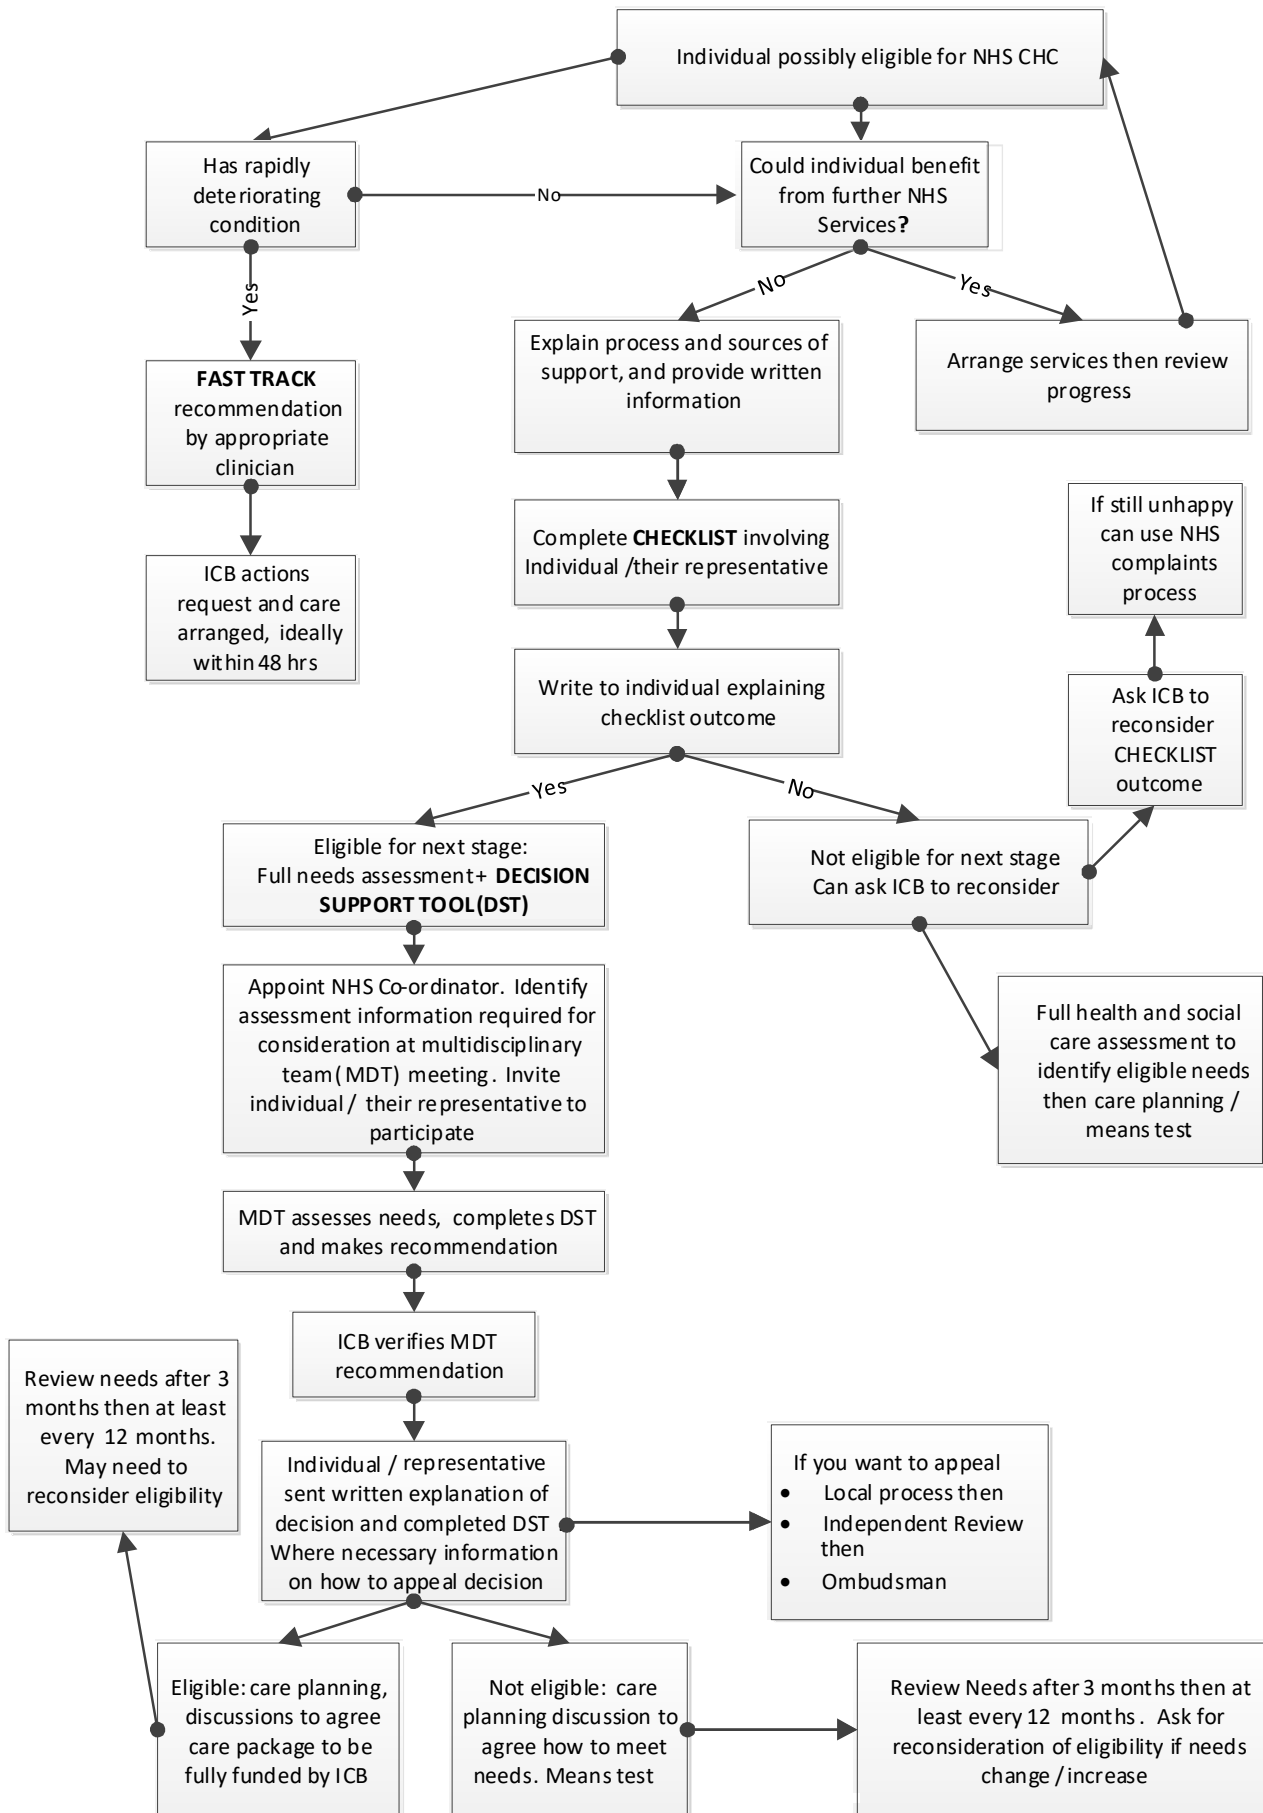 Individual possibly eligible for NHS CHC
Has rapidly
deteriorating
condition
No
Could individual benefit
from further NHS
Services?
Yes
No
Yes
FAST TRACK
recommendation
by appropriate
clinician
Explain process and sources of
support, and provide written
information
Arrange services then review
progress
ICB actions
request and care
arranged, ideally
within 48 hrs
Complete CHECKLIST involving
Individual /their representative
If still unhappy
can use NHS
complaints
process
Write to individual explaining
checklist outcome
Ask ICB to
reconsider
CHECKLIST
outcome
Yes
No
Eligible for next stage:
Full needs assessment+ DECISION
SUPPORT TOOL(DST)
Not eligible for next stage
Can ask ICB to reconsider
Appoint NHS Co-ordinator. Identify
assessment information required for
consideration at multidisciplinary
team(MDT) meeting. Invite
individual/ their representative to
participate
Full health and social
care assessment to
identify eligible needs
then care planning /
means test
MDT assesses needs, completes DST
and makes recommendation
ICB verifies MDT
recommendation
Review needs after 3
months then at least
every 12 months.
May need to
reconsider eligibility
Individual / representative
sent written explanation of
decision and completed DST
Where necessary information
on how to appeal decision
If you want to appeal
• Local process then
• Independent Review
then
• Ombudsman
Eligible: care planning,
discussions to agree
care package to be
fully funded by ICB
Not eligible: care
planning discussion to
agree how to meet
needs. Means test
Review Needs after 3 months then at
least every 12 months. Ask for
reconsideration of eligibility if needs
change /increase